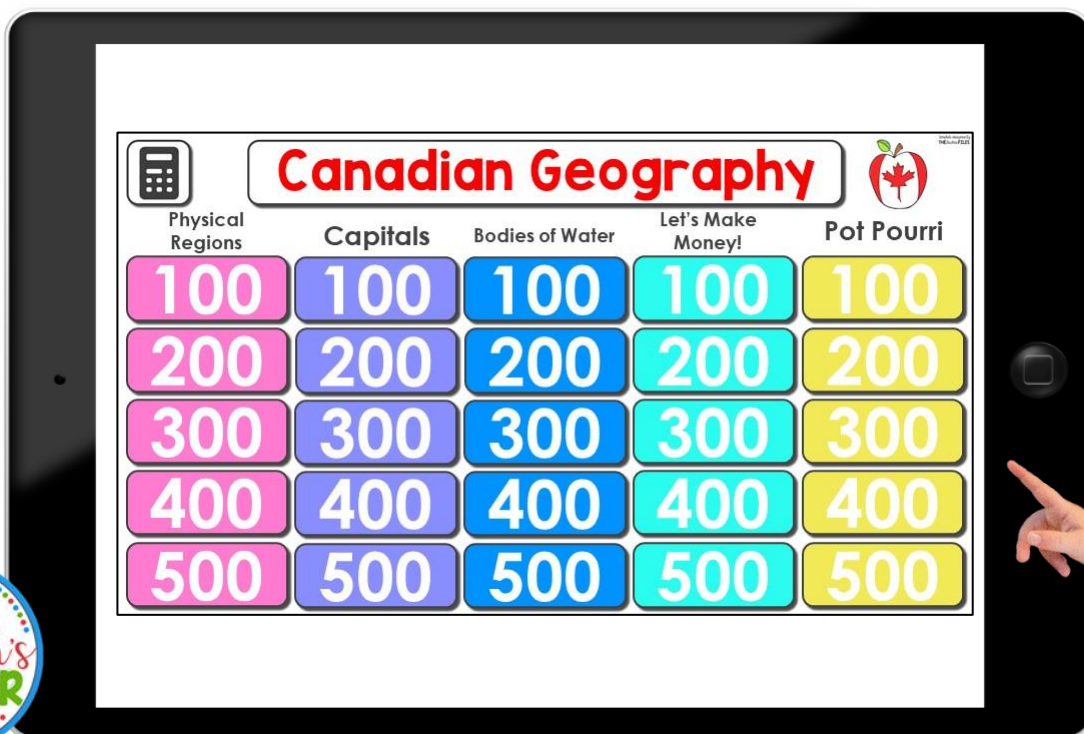 Canadian Geography
Physical
Regions
Capitals
Bodies of Water
Let's Make
Money!
Pot Pourri
100 100 100 100 100
200 200 200 200 200
300 300 300 300 300
400 400 400 400 400
500 500 500 500 500